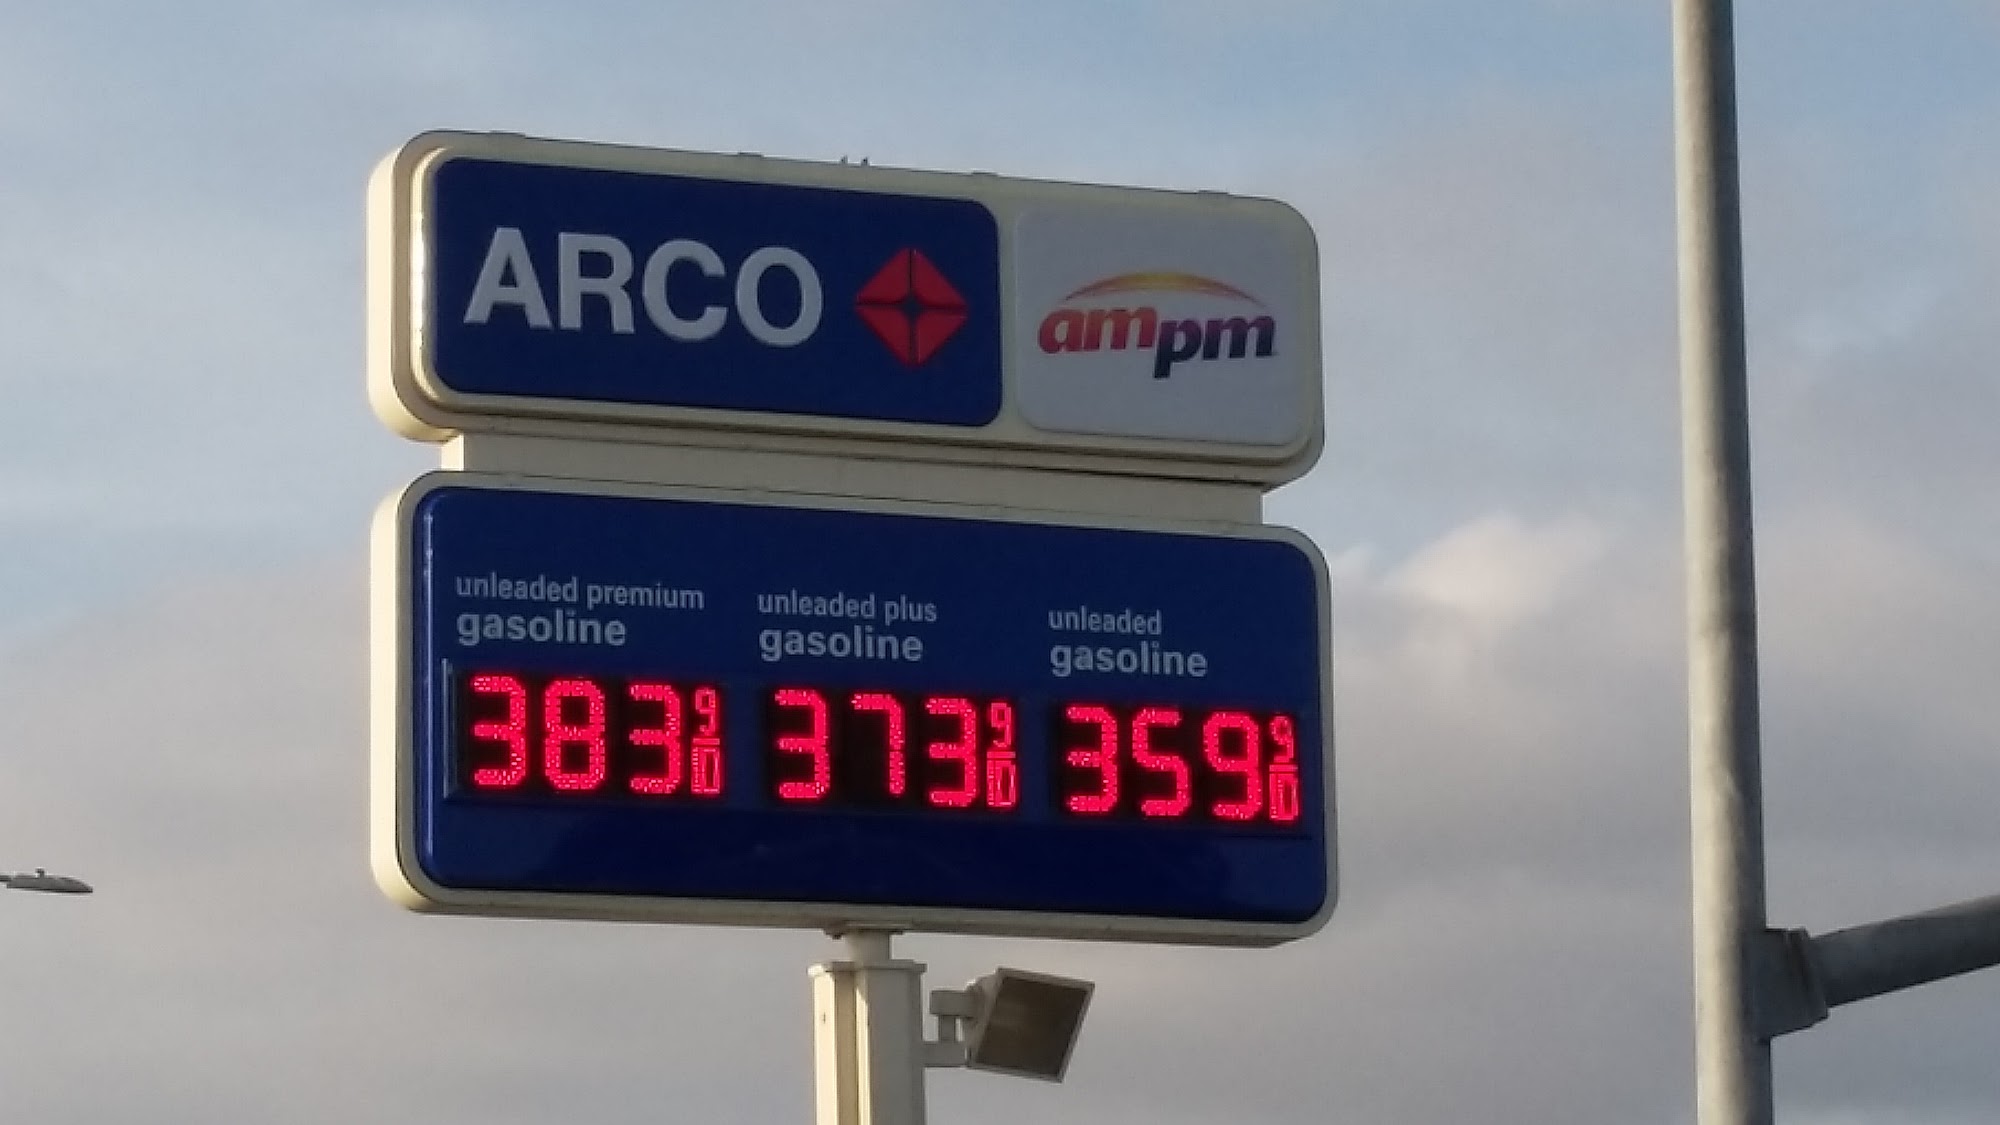 ARCO
ampm
unleaded premium
gasoline
unleaded plus
gasoline
unleaded
gasoline
383 9/10
373 9/10
359 9/10